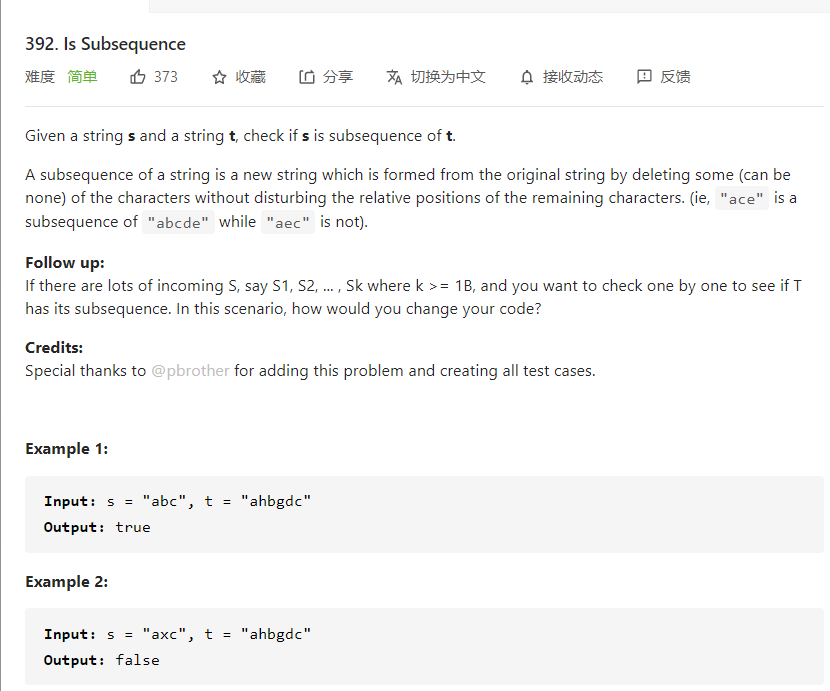 392. Is Subsequence
难度 简单 373 收藏 分享 切换为中文 接收动态 反馈
Given a string s and a string t, check if s is subsequence of t.
A subsequence of a string is a new string which is formed from the original string by deleting some (can be
none) of the characters without disturbing the relative positions of the remaining characters. (ie, "ace" is a
subsequence of "abcde" while "aec" is not).
Follow up:
If there are lots of incoming S, say S1, S2, ... , Sk where k >= 1B, and you want to check one by one to see if T
has its subsequence. In this scenario, how would you change your code?
Credits:
Special thanks to @pbrother for adding this problem and creating all test cases.
Example 1:
Input: s = "abc", t = "ahbgdc"
Output: true
Example 2:
Input: s = "axc", t = "ahbgdc"
Output: false